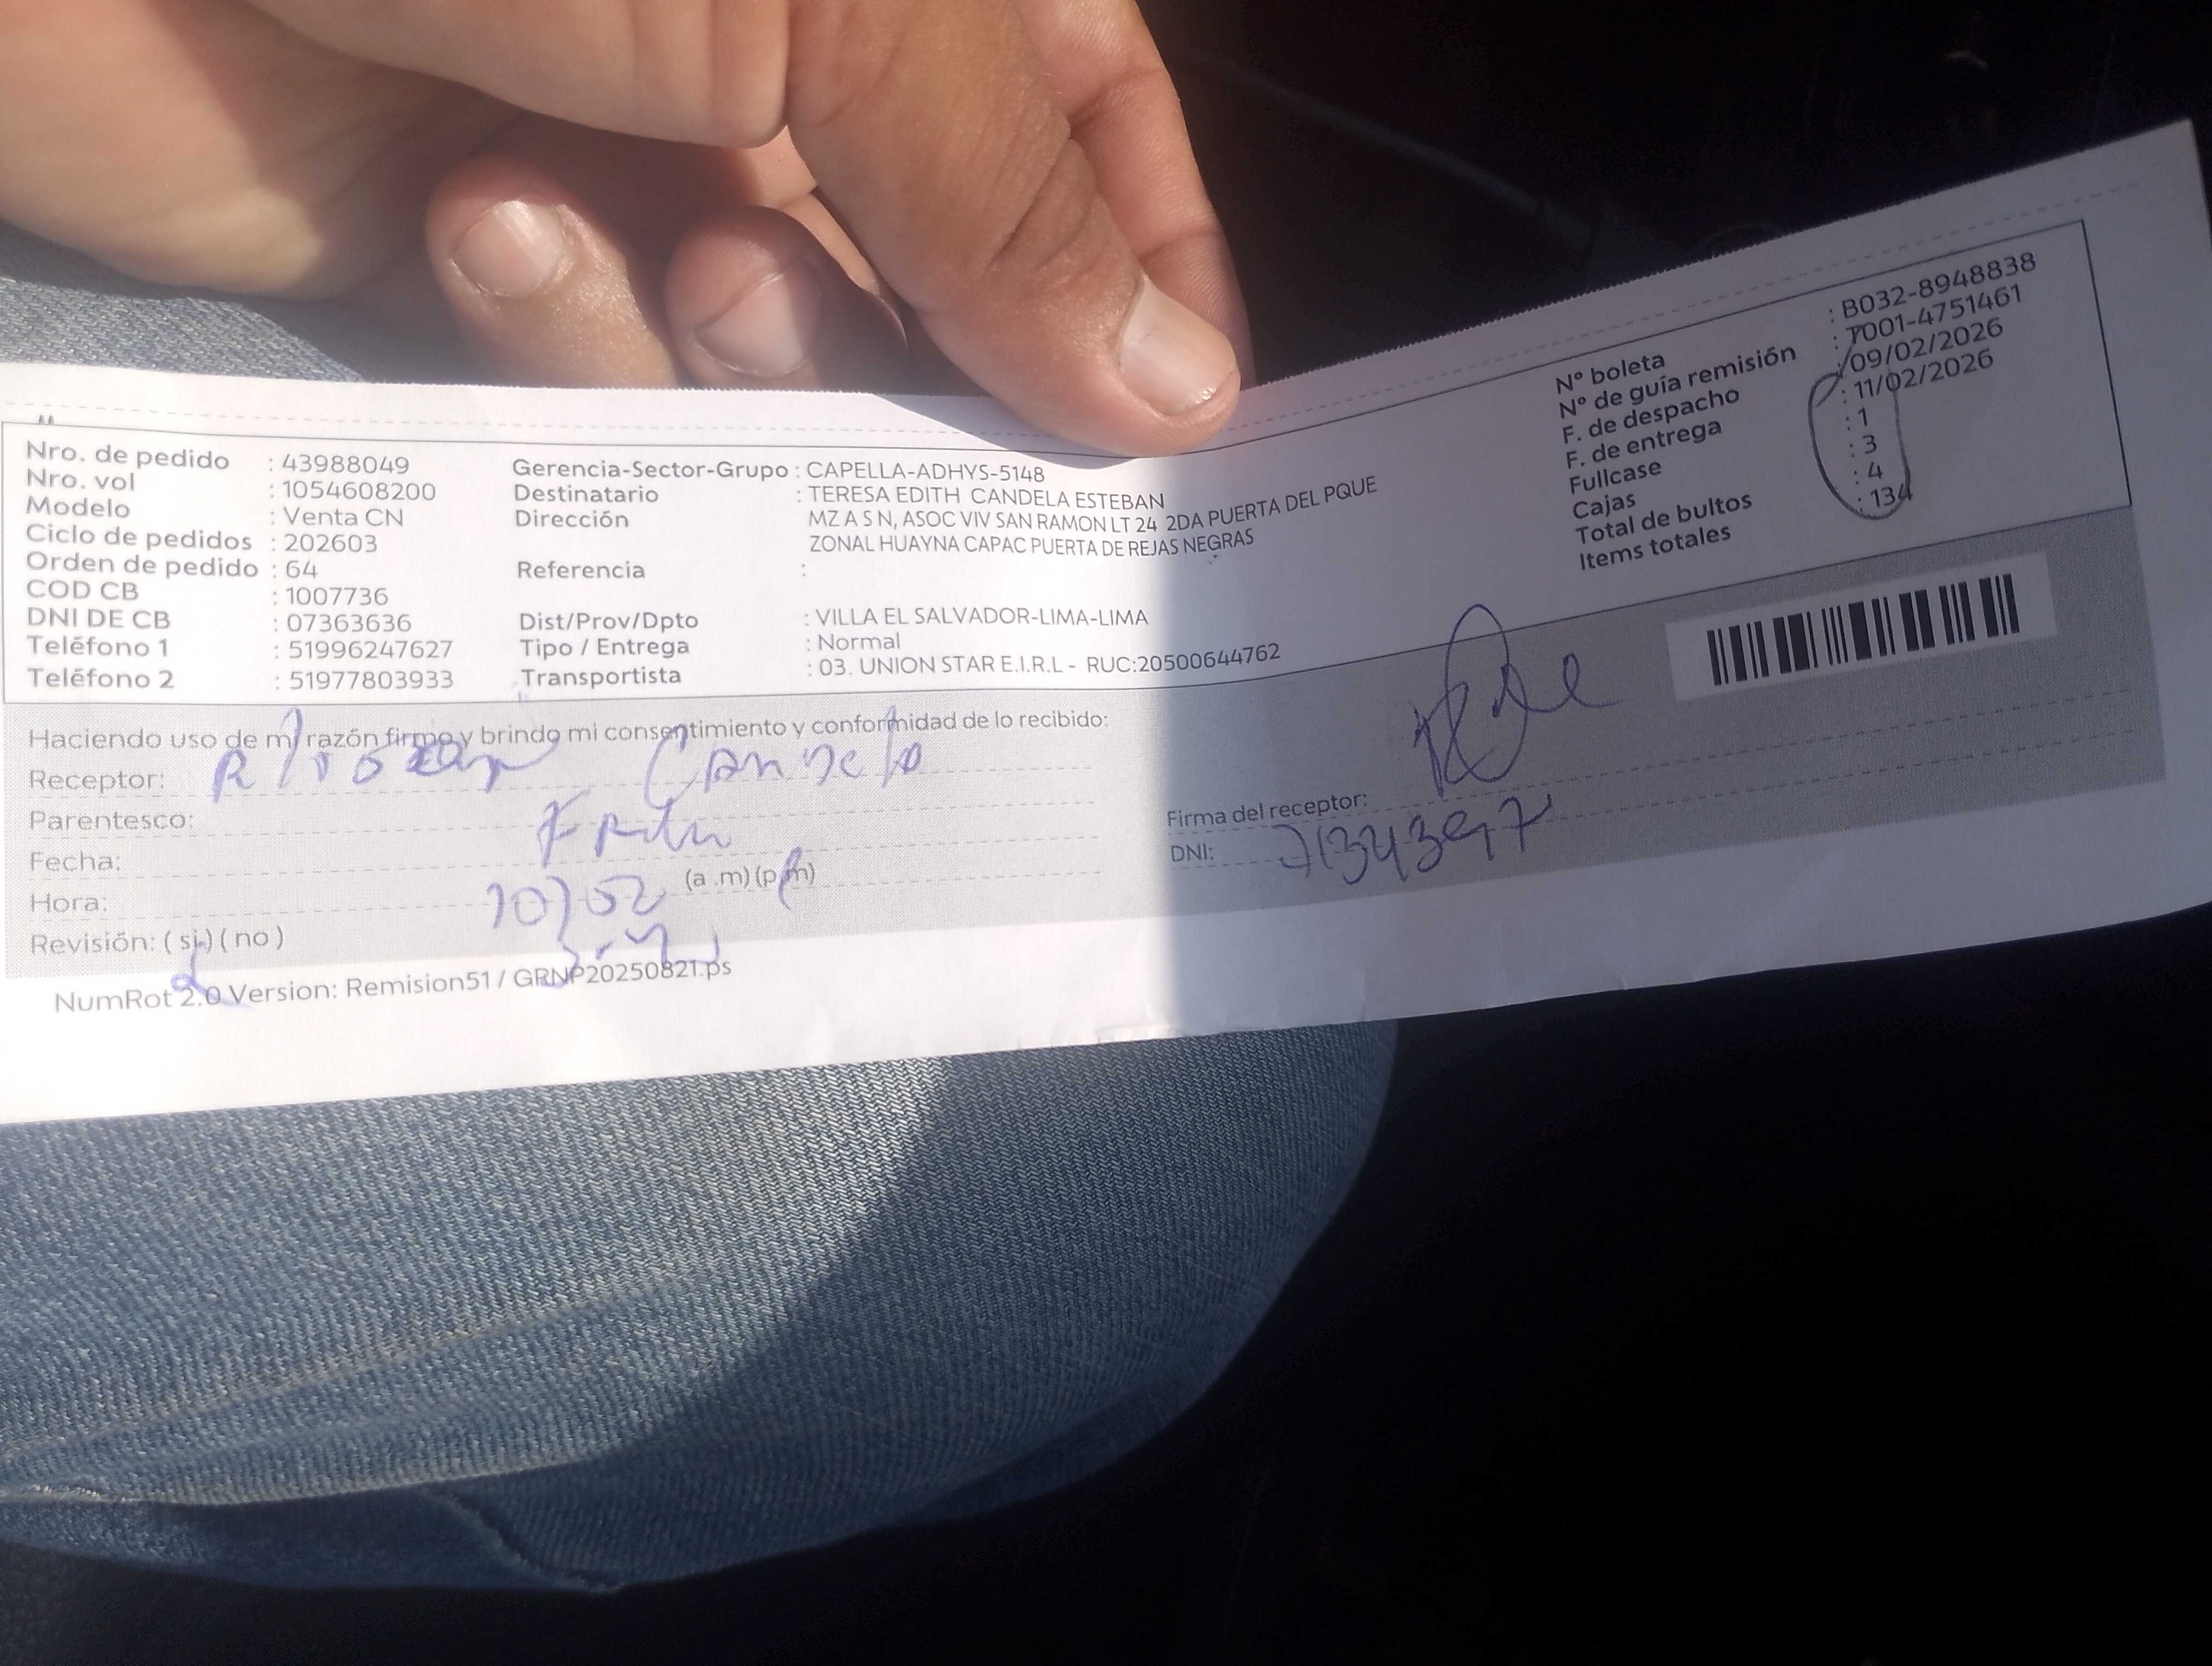 Nro. de pedido : 43988049
Nro. vol : 1054608200
Modelo : Venta CN
Ciclo de pedidos : 202603
Orden de pedido : 64
COD CB : 1007736
DNI DE CB : 07363636
Teléfono 1 : 51996247627
Teléfono 2 : 51977803933
Gerencia-Sector-Grupo : CAPELLA-ADHYS-5148
Destinatario : TERESA EDITH CANDELA ESTEBAN
Dirección : MZ A S N, ASOC VIV SAN RAMON LT 24 2DA PUERTA DEL PQUE
ZONAL HUAYNA CAPAC PUERTA DE REJAS NEGRAS
Referencia :
Dist/Prov/Dpto : VILLA EL SALVADOR-LIMA-LIMA
Tipo / Entrega : Normal
Transportista : 03. UNION STAR E.I.R.L - RUC:20500644762
Nº boleta : B032-8948838
Nº de guía remisión : T001-4751461
F. de despacho : 09/02/2026
F. de entrega : 11/02/2026
Fullcase : 1
Cajas : 3
Total de bultos : 4
Items totales : 134
Haciendo uso de mi razón firmo y brindo mi consentimiento y conformidad de lo recibido:
Receptor: Candela
Parentesco:
Fecha: 10/02
Hora: (a .m) (p.m)
Revisión: ( si ) ( no )
Firma del receptor:
DNI: 71343597
NumRot 2.0 Version: Remision51 / GRNP20250821.ps